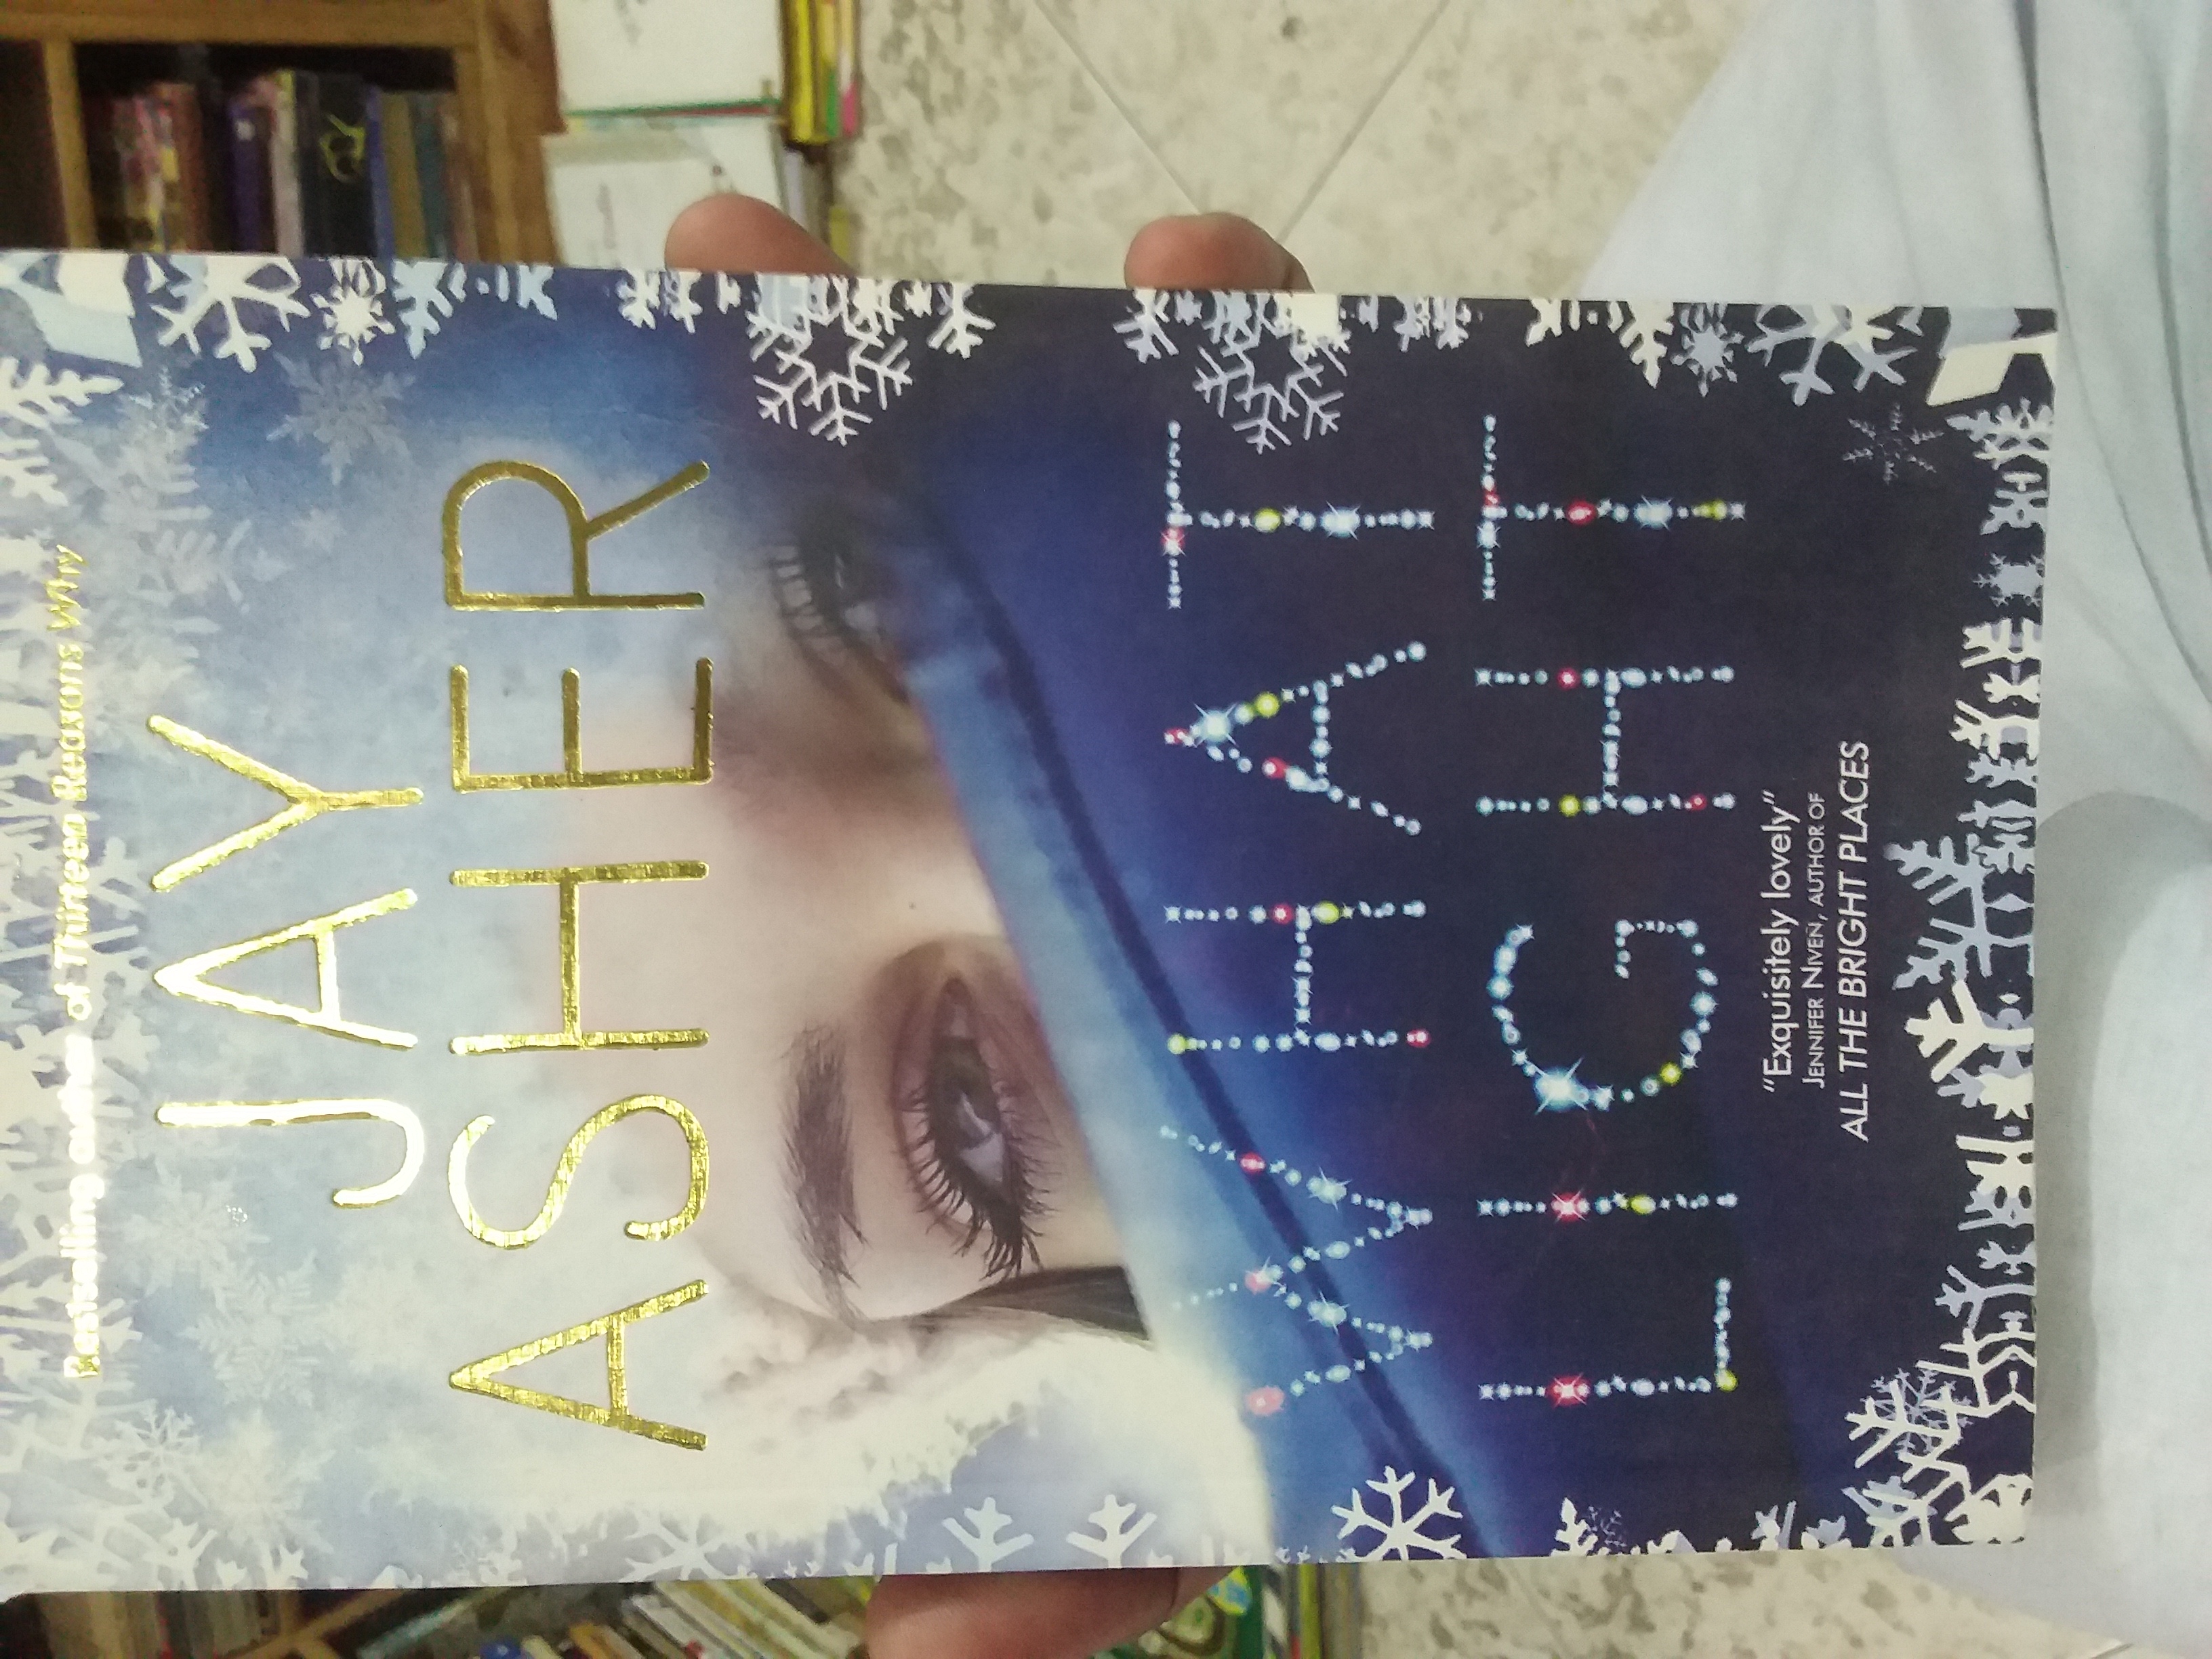 Bestselling author of Thirteen Reasons Why
JAY
ASHER
WHAT
LIGHT
"Exquisitely lovely"
JENNIFER NIVEN, AUTHOR OF
ALL THE BRIGHT PLACES